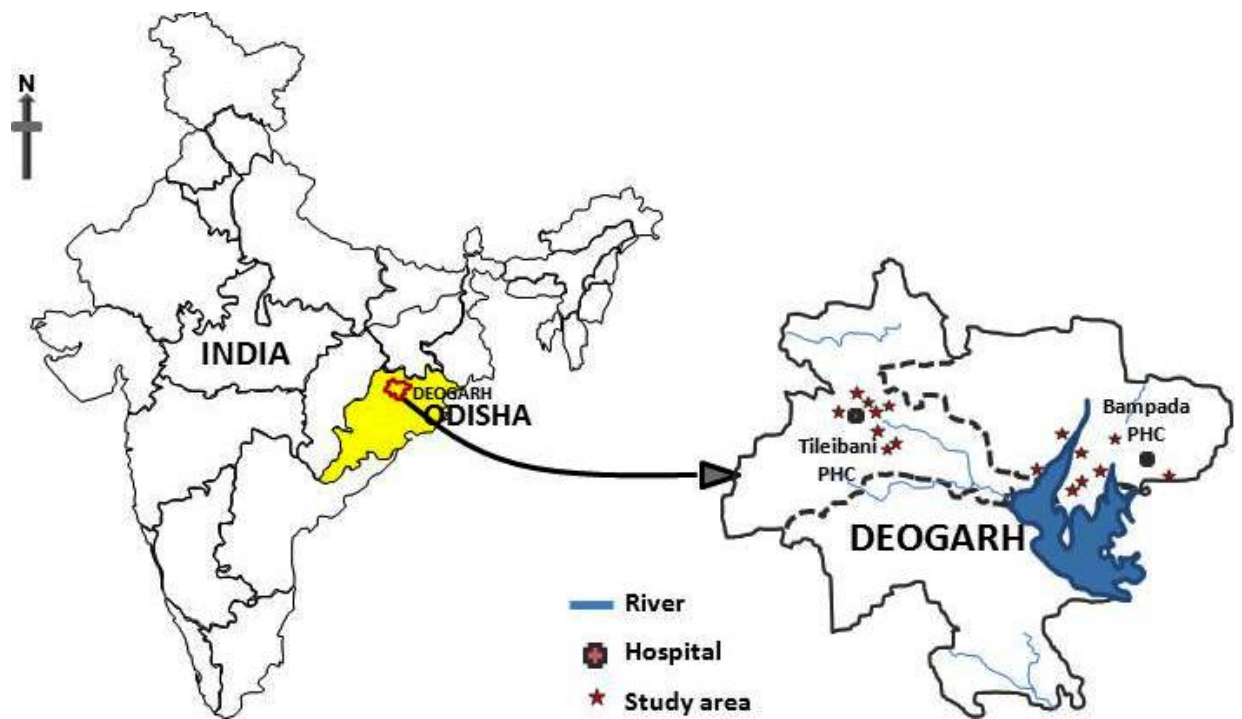 N
INDIA
DEOGARH
ODISHA
Bampada
PHC
Tileibani
PHC
DEOGARH
River
Hospital
Study area